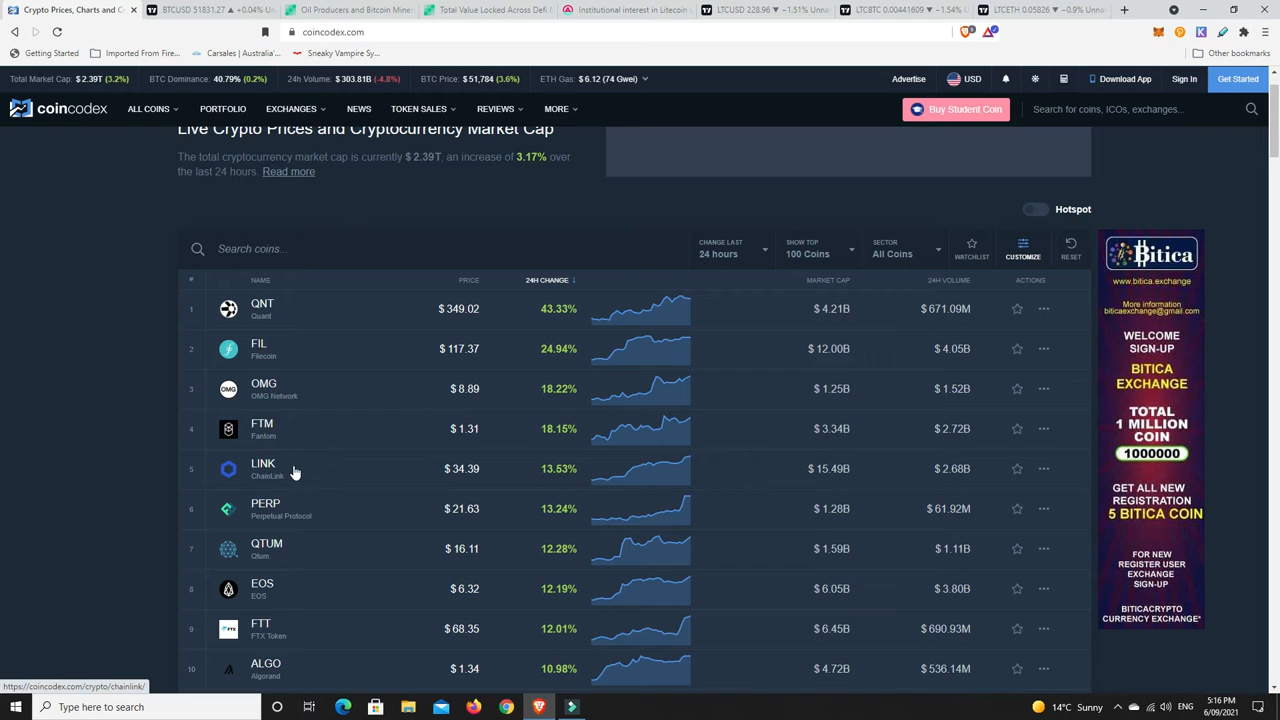 Crypto Prices, Charts and Cr
BTCUSD 51831.27 ▲ +0.04% Un
Oil Producers and Bitcoin Miner
Total Value Locked Across DeFi
Institutional interest in Litecoin
LTCUSD 228.96 ▼ −1.51% Unna
LTCBTC 0.00441609 ▼ −1.54% U
LTCETH 0.05826 ▼ −0.9% Unna
coincodex.com
Getting Started
Imported From Fire...
Carsales | Australia'...
Sneaky Vampire Sy...
Other bookmarks
Total Market Cap: $ 2.39T (3.2%)
BTC Dominance: 40.79% (0.2%)
24h Volume: $ 303.81B (-4.8%)
BTC Price: $ 51,784 (3.6%)
ETH Gas: $ 6.12 (74 Gwei)
Advertise
USD
Download App
Sign In
Get Started
coincodex
ALL COINS
PORTFOLIO
EXCHANGES
NEWS
TOKEN SALES
REVIEWS
MORE
Buy Student Coin
Search for coins, ICOs, exchanges...
Live Crypto Prices and Cryptocurrency Market Cap
The total cryptocurrency market cap is currently $ 2.39T, an increase of 3.17% over
the last 24 hours. Read more
Hotspot
Search coins...
CHANGE LAST
24 hours
SHOW TOP
100 Coins
SECTOR
All Coins
WATCHLIST
CUSTOMIZE
RESET
# NAME PRICE 24H CHANGE ↓ MARKET CAP 24H VOLUME ACTIONS
1 QNT $ 349.02 43.33% $ 4.21B $ 671.09M
Quant
2 FIL $ 117.37 24.94% $ 12.00B $ 4.05B
Filecoin
3 OMG $ 8.89 18.22% $ 1.25B $ 1.52B
OMG Network
4 FTM $ 1.31 18.15% $ 3.34B $ 2.72B
Fantom
5 LINK $ 34.39 13.53% $ 15.49B $ 2.68B
ChainLink
6 PERP $ 21.63 13.24% $ 1.28B $ 61.92M
Perpetual Protocol
7 QTUM $ 16.11 12.28% $ 1.59B $ 1.11B
Qtum
8 EOS $ 6.32 12.19% $ 6.05B $ 3.80B
EOS
9 FTT $ 68.35 12.01% $ 6.45B $ 690.93M
FTX Token
10 ALGO $ 1.34 10.98% $ 4.72B $ 536.14M
Algorand
Bitica
www.bitica.exchange
More information
biticaexchange@gmail.com
WELCOME
SIGN-UP
BITICA
EXCHANGE
TOTAL
1 MILLION
COIN
1000000
GET ALL NEW
REGISTRATION
5 BITICA COIN
FOR NEW
REGISTER USER
EXCHANGE
SIGN-UP
BITICACRYPTO
CURRENCY EXCHANGE*
https://coincodex.com/crypto/chainlink/
Type here to search
14°C Sunny
ENG
5:16 PM
6/09/2021